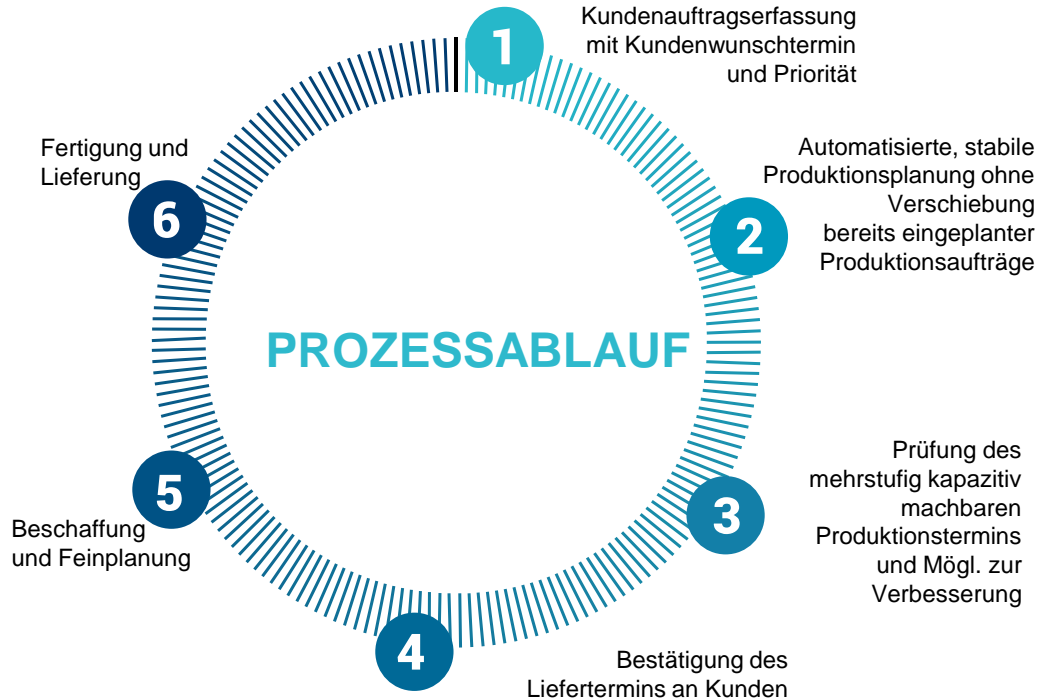 1
Kundenauftragserfassung
mit Kundenwunschtermin
und Priorität
2
Automatisierte, stabile
Produktionsplanung ohne
Verschiebung
bereits eingeplanter
Produktionsaufträge
PROZESSABLAUF
3
Prüfung des
mehrstufig kapazitiv
machbaren
Produktionstermins
und Mögl. zur
Verbesserung
4
Bestätigung des
Liefertermins an Kunden
5
Beschaffung
und Feinplanung
6
Fertigung und
Lieferung